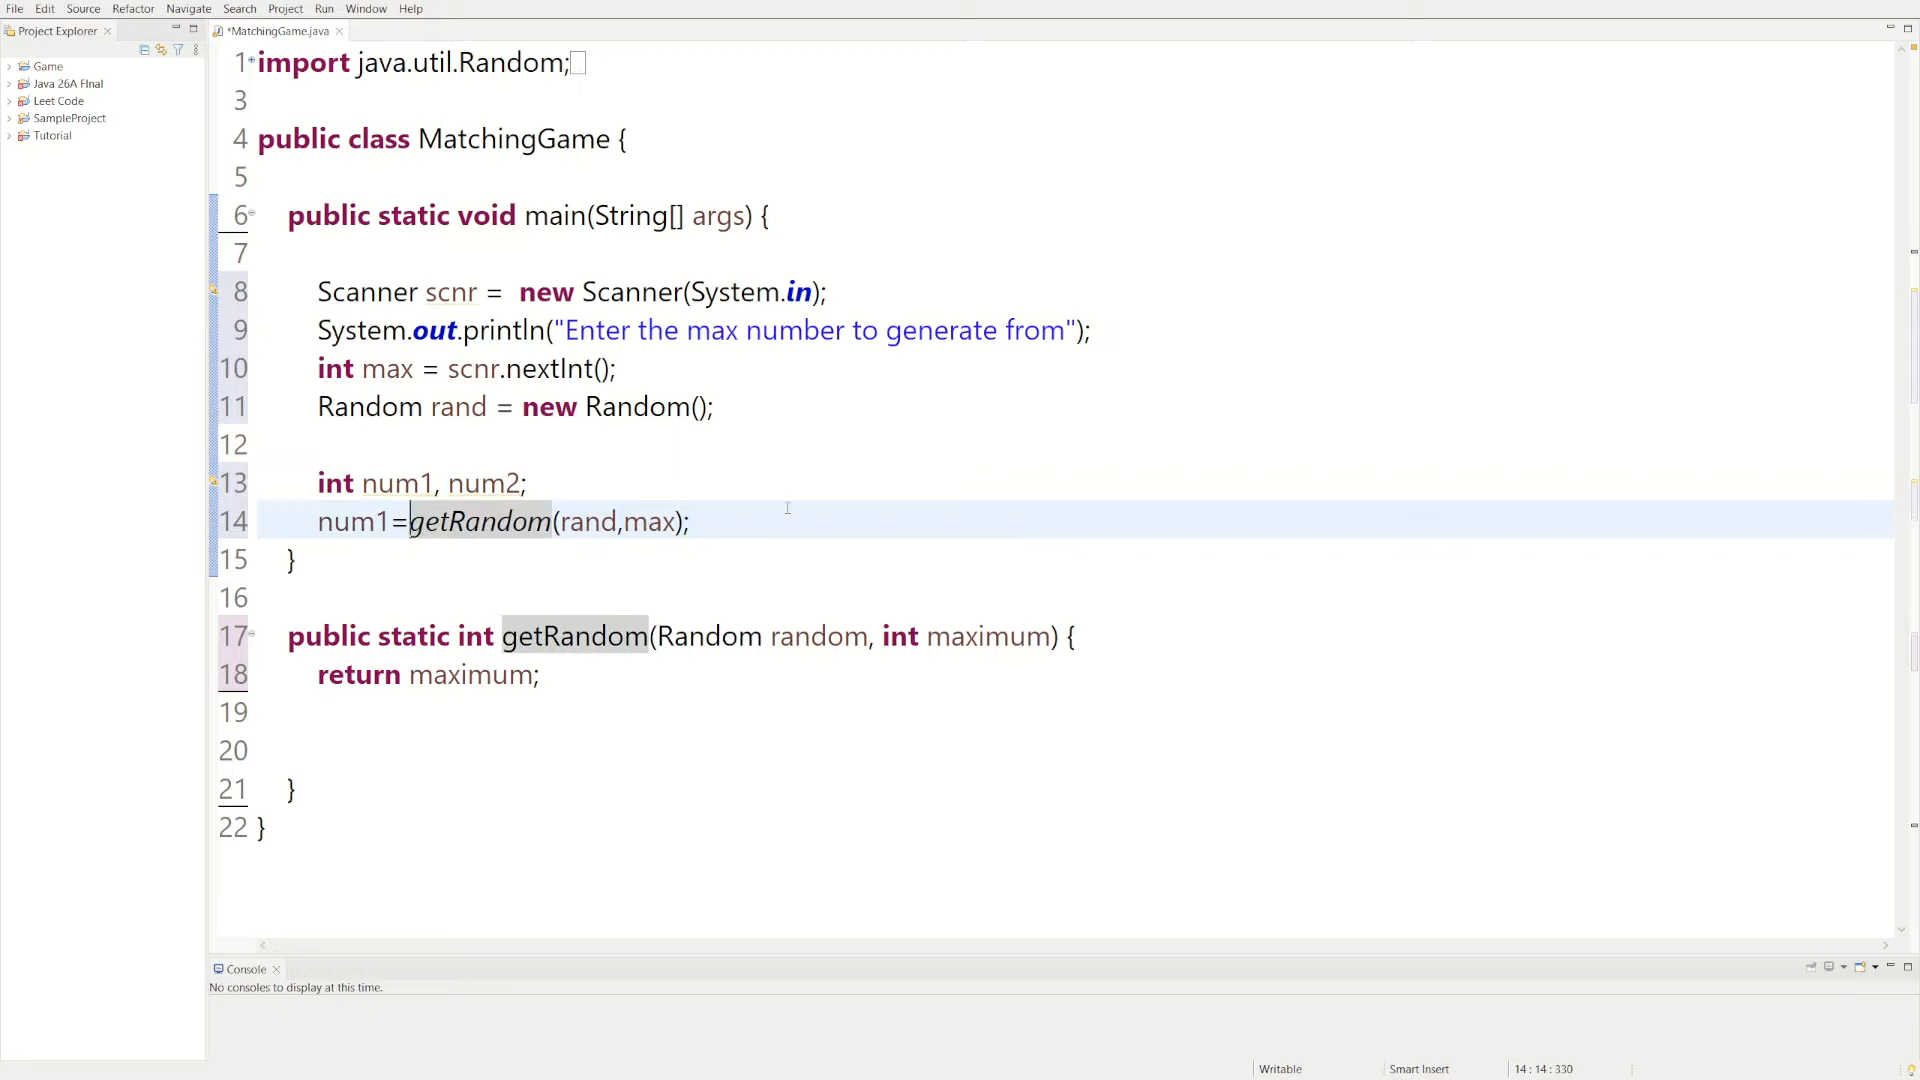 File Edit Source Refactor Navigate Search Project Run Window Help
Project Explorer
*MatchingGame.java
Game
Java 26A FInal
Leet Code
SampleProject
Tutorial
1 import java.util.Random;
3
4 public class MatchingGame {
5
6 public static void main(String[] args) {
7
8 Scanner scnr =  new Scanner(System.in);
9 System.out.println("Enter the max number to generate from");
10 int max = scnr.nextInt();
11 Random rand = new Random();
12
13 int num1, num2;
14 num1=getRandom(rand,max);
15 }
16
17 public static int getRandom(Random random, int maximum) {
18 return maximum;
19
20
21 }
22 }
Console
No consoles to display at this time.
Writable Smart Insert 14 : 14 : 330